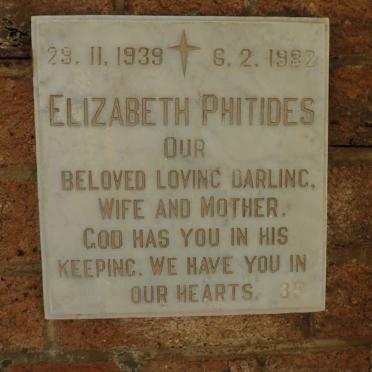 29. 11. 1939 6. 2. 1982
ELIZABETH PHITIDES
OUR
BELOVED LOVING DARLING,
WIFE AND MOTHER.
GOD HAS YOU IN HIS
KEEPING. WE HAVE YOU IN
OUR HEARTS.